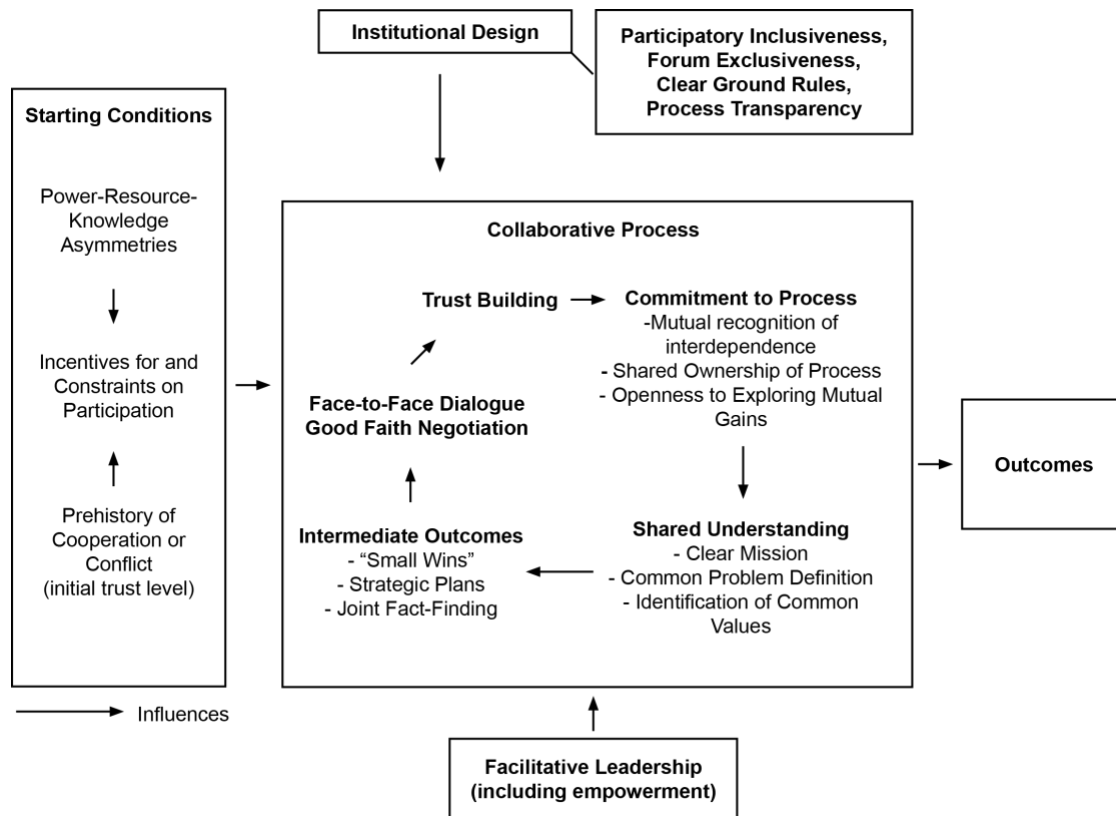 Institutional Design
Participatory Inclusiveness,
Forum Exclusiveness,
Clear Ground Rules,
Process Transparency
Starting Conditions
Power-Resource-
Knowledge
Asymmetries
Incentives for and
Constraints on
Participation
Prehistory of
Cooperation or
Conflict
(initial trust level)
Influences
Collaborative Process
Trust Building
Commitment to Process
-Mutual recognition of
interdependence
- Shared Ownership of Process
- Openness to Exploring Mutual
Gains
Face-to-Face Dialogue
Good Faith Negotiation
Intermediate Outcomes
- “Small Wins”
- Strategic Plans
- Joint Fact-Finding
Shared Understanding
- Clear Mission
- Common Problem Definition
- Identification of Common
Values
Outcomes
Facilitative Leadership
(including empowerment)